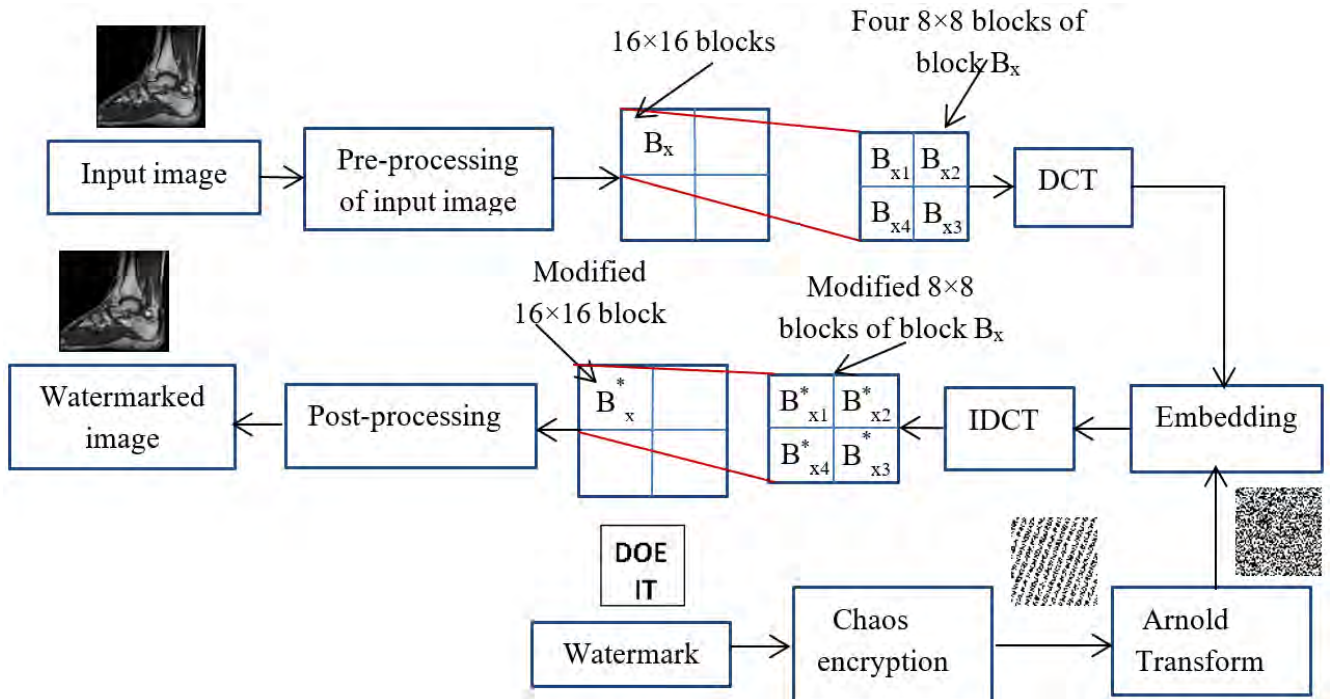 16×16 blocks
Four 8×8 blocks of
block Bx
Input image
Pre-processing
of input image
Bx
Bx1 Bx2
Bx4 Bx3
DCT
Modified
16×16 block
Modified 8×8
blocks of block Bx
Watermarked
image
Post-processing
B*x
B*x1 B*x2
B*x4 B*x3
IDCT
Embedding
DOE
IT
Watermark
Chaos
encryption
Arnold
Transform